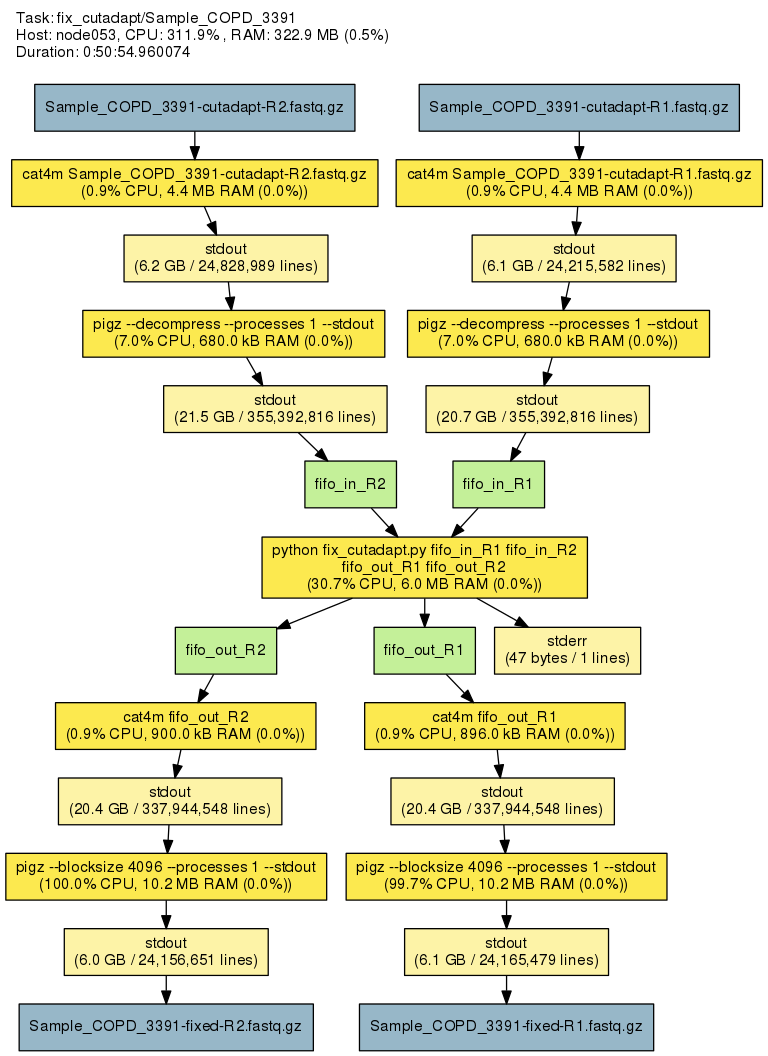 Task: fix_cutadapt/Sample_COPD_3391
Host: node053, CPU: 311.9% , RAM: 322.9 MB (0.5%)
Duration: 0:50:54.960074
Sample_COPD_3391-cutadapt-R2.fastq.gz
Sample_COPD_3391-cutadapt-R1.fastq.gz
cat4m Sample_COPD_3391-cutadapt-R2.fastq.gz
(0.9% CPU, 4.4 MB RAM (0.0%))
cat4m Sample_COPD_3391-cutadapt-R1.fastq.gz
(0.9% CPU, 4.4 MB RAM (0.0%))
stdout
(6.2 GB / 24,828,989 lines)
stdout
(6.1 GB / 24,215,582 lines)
pigz --decompress --processes 1 --stdout
(7.0% CPU, 680.0 kB RAM (0.0%))
pigz --decompress --processes 1 --stdout
(7.0% CPU, 680.0 kB RAM (0.0%))
stdout
(21.5 GB / 355,392,816 lines)
stdout
(20.7 GB / 355,392,816 lines)
fifo_in_R2
fifo_in_R1
python fix_cutadapt.py fifo_in_R1 fifo_in_R2
fifo_out_R1 fifo_out_R2
(30.7% CPU, 6.0 MB RAM (0.0%))
fifo_out_R2
fifo_out_R1
stderr
(47 bytes / 1 lines)
cat4m fifo_out_R2
(0.9% CPU, 900.0 kB RAM (0.0%))
cat4m fifo_out_R1
(0.9% CPU, 896.0 kB RAM (0.0%))
stdout
(20.4 GB / 337,944,548 lines)
stdout
(20.4 GB / 337,944,548 lines)
pigz --blocksize 4096 --processes 1 --stdout
(100.0% CPU, 10.2 MB RAM (0.0%))
pigz --blocksize 4096 --processes 1 --stdout
(99.7% CPU, 10.2 MB RAM (0.0%))
stdout
(6.0 GB / 24,156,651 lines)
stdout
(6.1 GB / 24,165,479 lines)
Sample_COPD_3391-fixed-R2.fastq.gz
Sample_COPD_3391-fixed-R1.fastq.gz